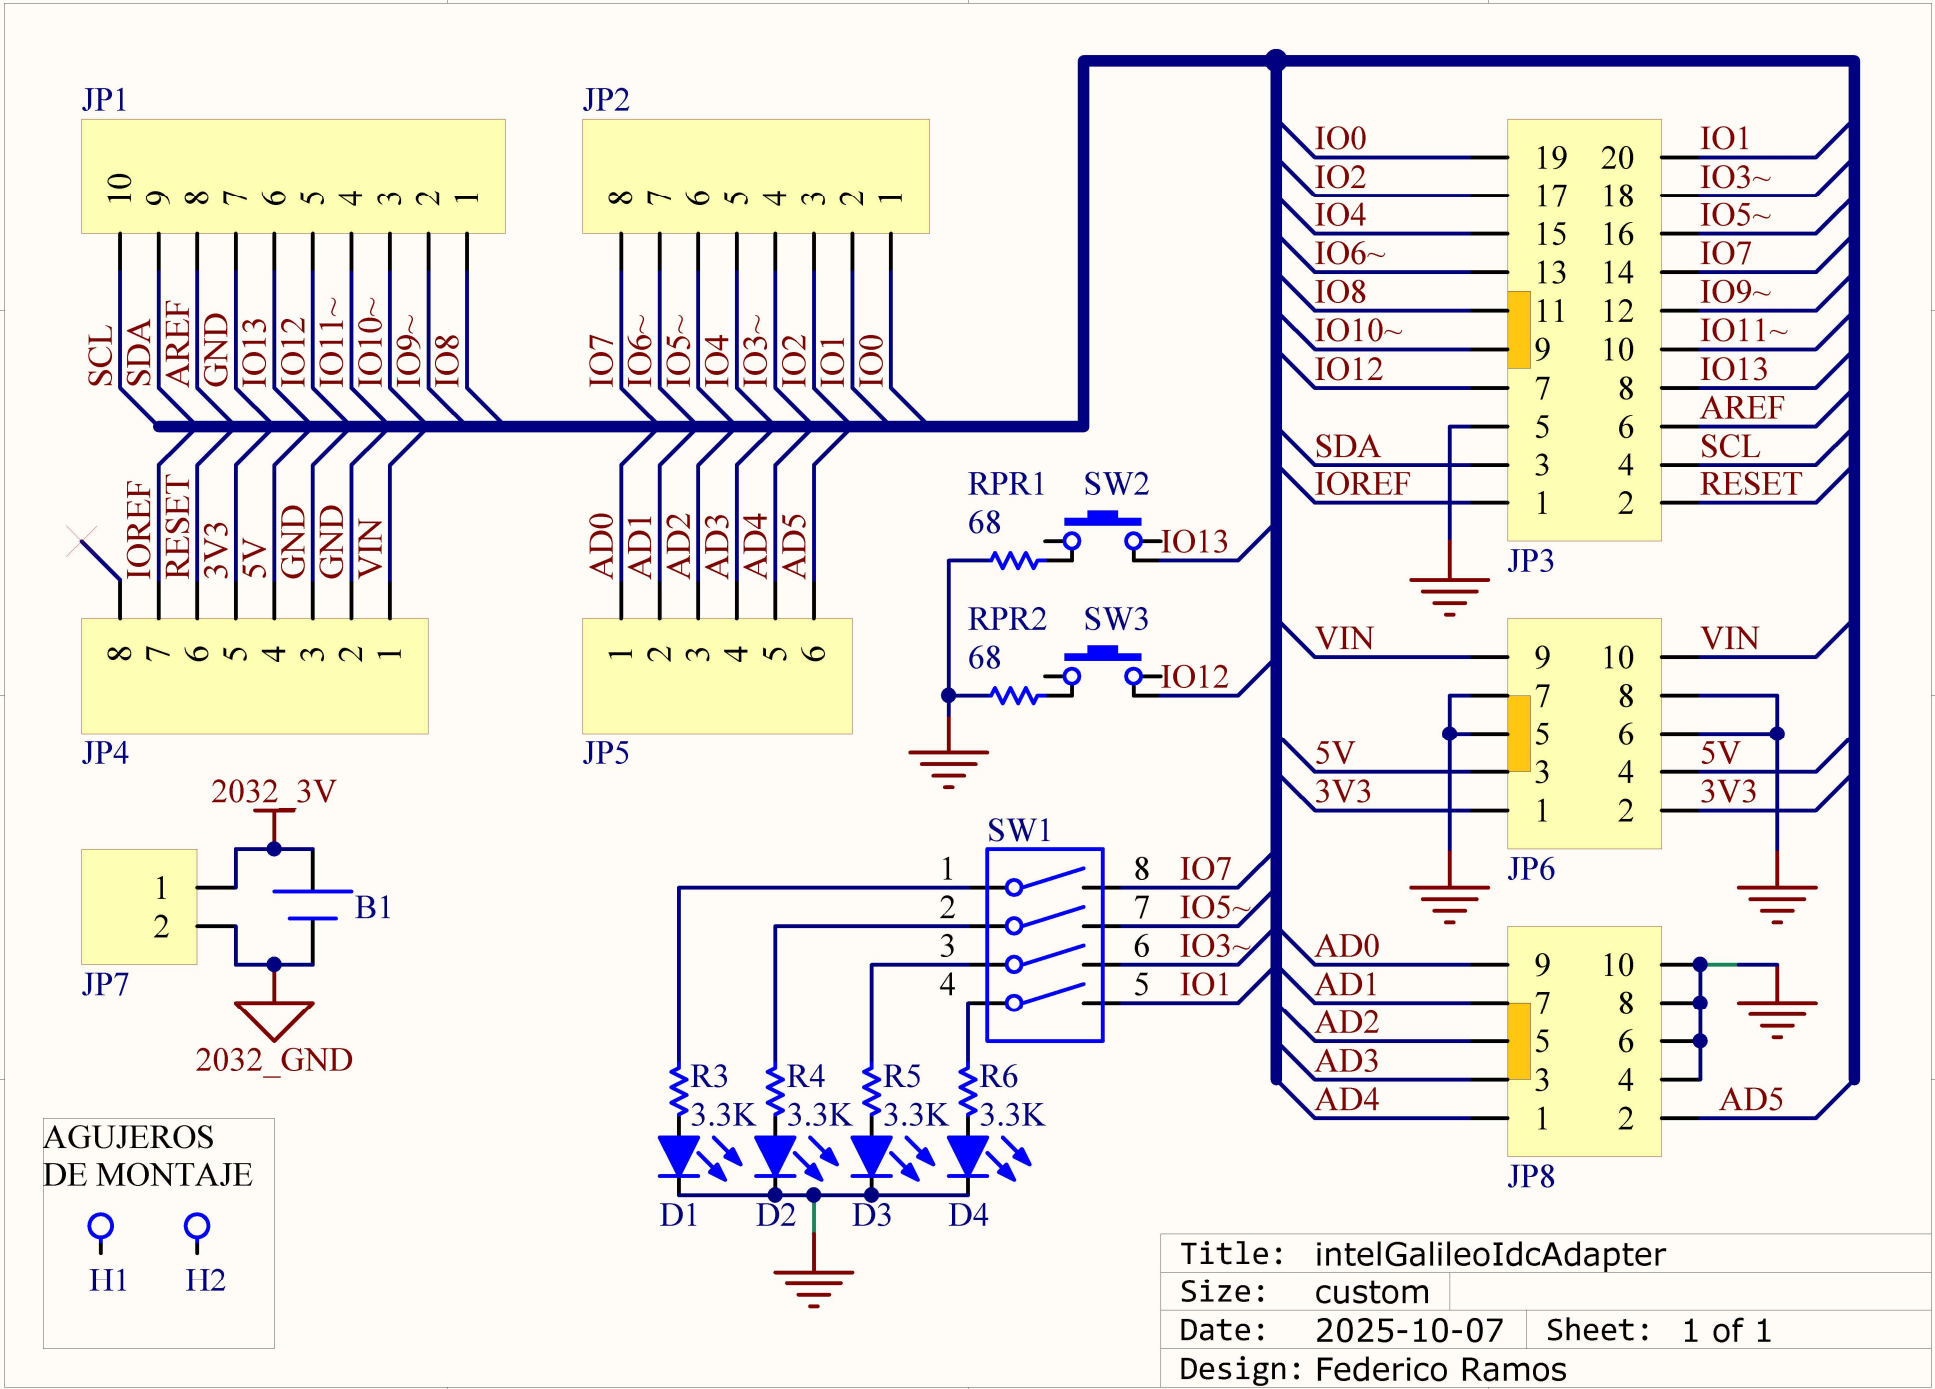 JP1
10 9 8 7 6 5 4 3 2 1
SCL SDA AREF GND IO13 IO12 IO11~ IO10~ IO9~ IO8
JP2
8 7 6 5 4 3 2 1
IO7 IO6~ IO5~ IO4 IO3~ IO2 IO1 IO0
IOREF RESET 3V3 5V GND GND VIN
8 7 6 5 4 3 2 1
JP4
AD0 AD1 AD2 AD3 AD4 AD5
1 2 3 4 5 6
JP5
IO0 19 20 IO1
IO2 17 18 IO3~
IO4 15 16 IO5~
IO6~ 13 14 IO7
IO8 11 12 IO9~
IO10~ 9 10 IO11~
IO12 7 8 IO13
5 6 AREF
SDA 3 4 SCL
IOREF 1 2 RESET
JP3
RPR1 SW2
68
IO13
RPR2 SW3
68
IO12
VIN 9 10 VIN
7 8
5 6
5V 3 4 5V
3V3 1 2 3V3
JP6
2032_3V
1
2
B1
JP7
2032_GND
SW1
1 8 IO7
2 7 IO5~
3 6 IO3~
4 5 IO1
R3 R4 R5 R6
3.3K 3.3K 3.3K 3.3K
D1 D2 D3 D4
AD0 9 10
AD1 7 8
AD2 5 6
AD3 3 4
AD4 1 2 AD5
JP8
AGUJEROS
DE MONTAJE
H1 H2
Title: intelGalileoIdcAdapter
Size: custom
Date: 2025-10-07 Sheet: 1 of 1
Design: Federico Ramos